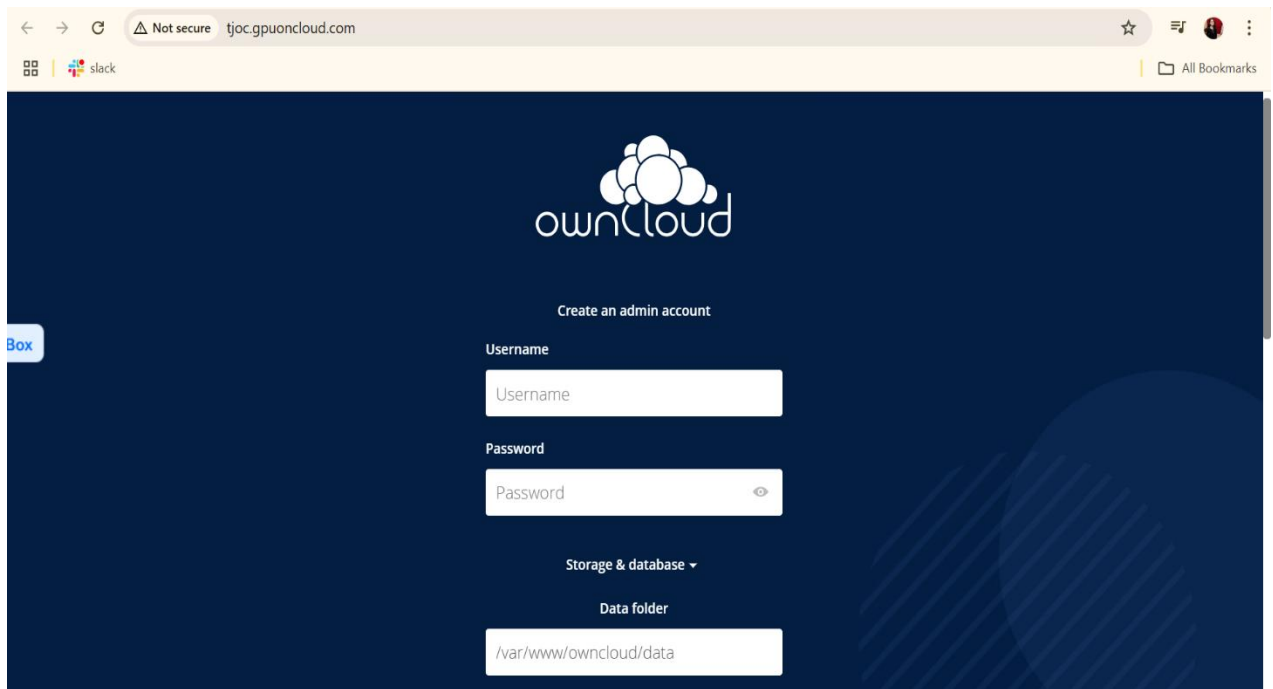 Not secure tjoc.gpuoncloud.com
slack All Bookmarks
ownCloud
Create an admin account
Box
Username
Username
Password
Password
Storage & database
Data folder
/var/www/owncloud/data